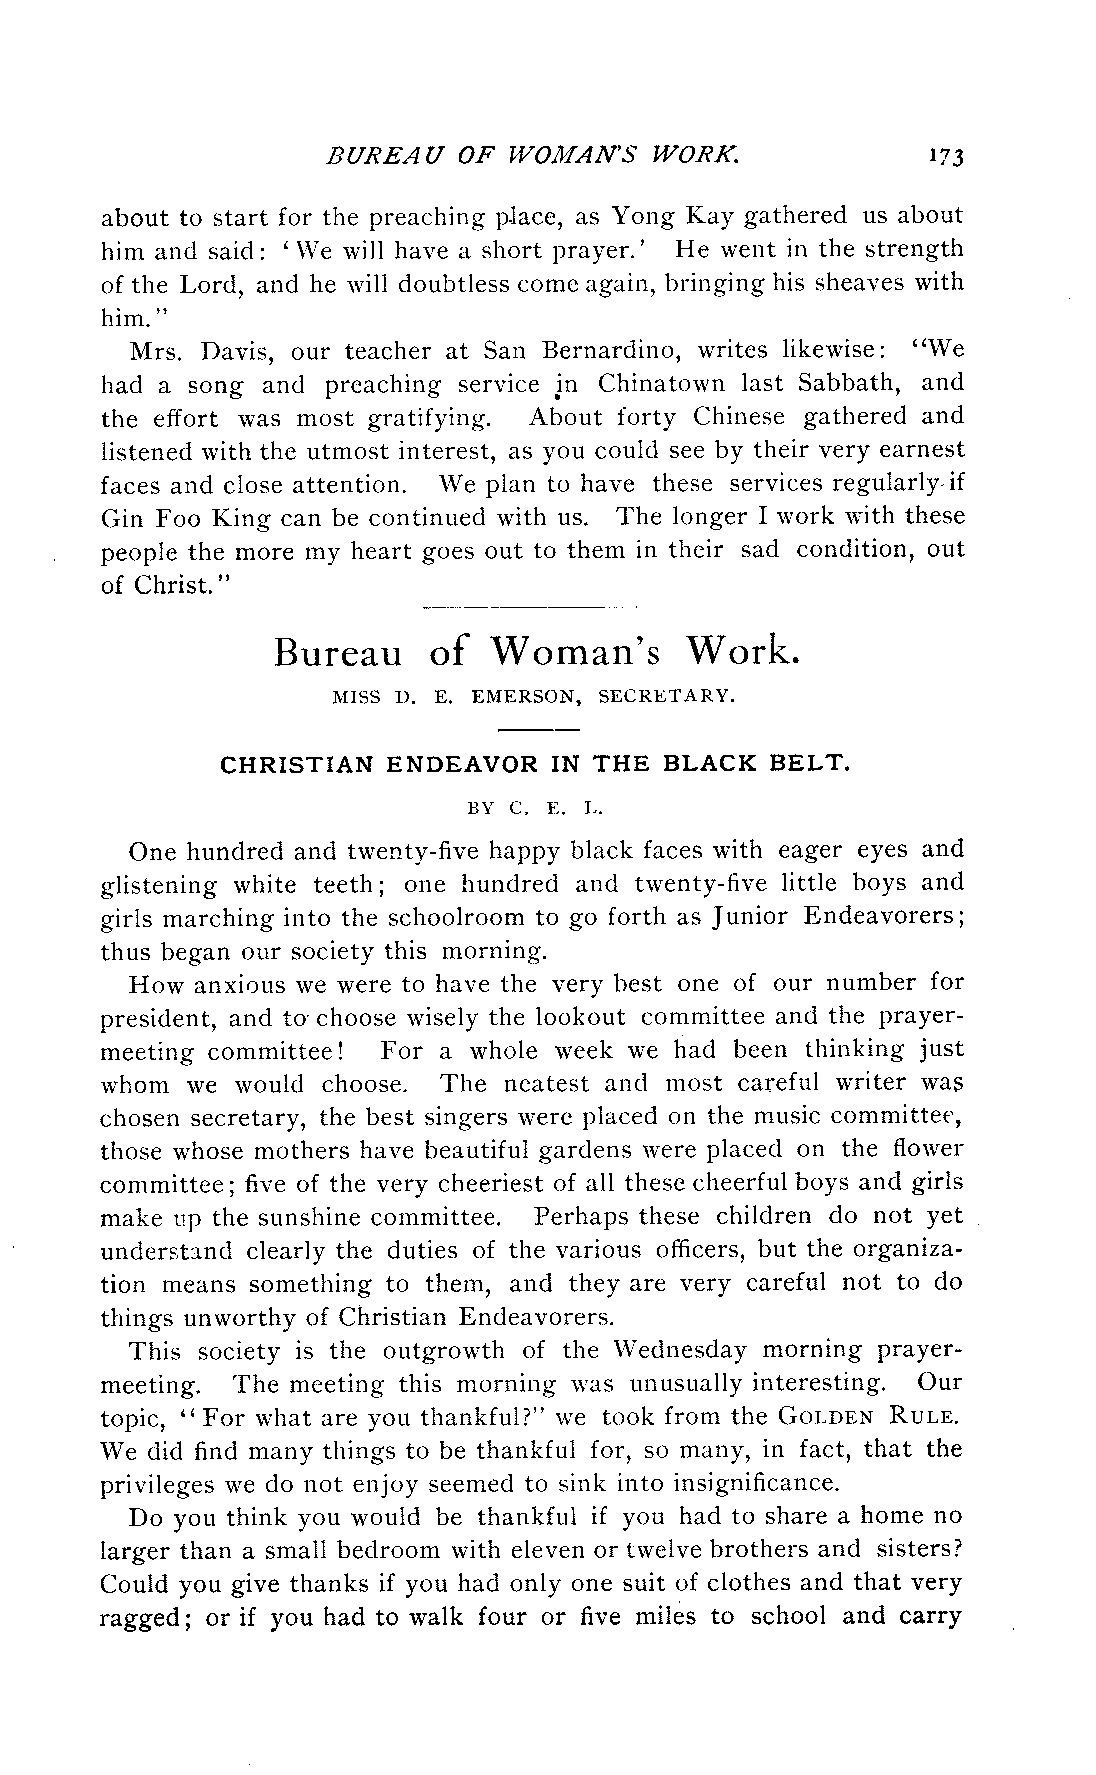 BUREAU OF WOMAN'S WORK. 173
about to start for the preaching place, as Yong Kay gathered us about
him and said: 'We will have a short prayer.' He went in the strength
of the Lord, and he will doubtless come again, bringing his sheaves with
him."
Mrs. Davis, our teacher at San Bernardino, writes likewise: "We
had a song and preaching service in Chinatown last Sabbath, and
the effort was most gratifying. About forty Chinese gathered and
listened with the utmost interest, as you could see by their very earnest
faces and close attention. We plan to have these services regularly if
Gin Foo King can be continued with us. The longer I work with these
people the more my heart goes out to them in their sad condition, out
of Christ."
Bureau of Woman's Work.
MISS D. E. EMERSON, SECRETARY.
CHRISTIAN ENDEAVOR IN THE BLACK BELT.
BY C. E. L.
One hundred and twenty-five happy black faces with eager eyes and
glistening white teeth; one hundred and twenty-five little boys and
girls marching into the schoolroom to go forth as Junior Endeavorers;
thus began our society this morning.
How anxious we were to have the very best one of our number for
president, and to choose wisely the lookout committee and the prayer-
meeting committee! For a whole week we had been thinking just
whom we would choose. The neatest and most careful writer was
chosen secretary, the best singers were placed on the music committee,
those whose mothers have beautiful gardens were placed on the flower
committee; five of the very cheeriest of all these cheerful boys and girls
make up the sunshine committee. Perhaps these children do not yet
understand clearly the duties of the various officers, but the organiza-
tion means something to them, and they are very careful not to do
things unworthy of Christian Endeavorers.
This society is the outgrowth of the Wednesday morning prayer-
meeting. The meeting this morning was unusually interesting. Our
topic, "For what are you thankful?" we took from the GOLDEN RULE.
We did find many things to be thankful for, so many, in fact, that the
privileges we do not enjoy seemed to sink into insignificance.
Do you think you would be thankful if you had to share a home no
larger than a small bedroom with eleven or twelve brothers and sisters?
Could you give thanks if you had only one suit of clothes and that very
ragged; or if you had to walk four or five miles to school and carry